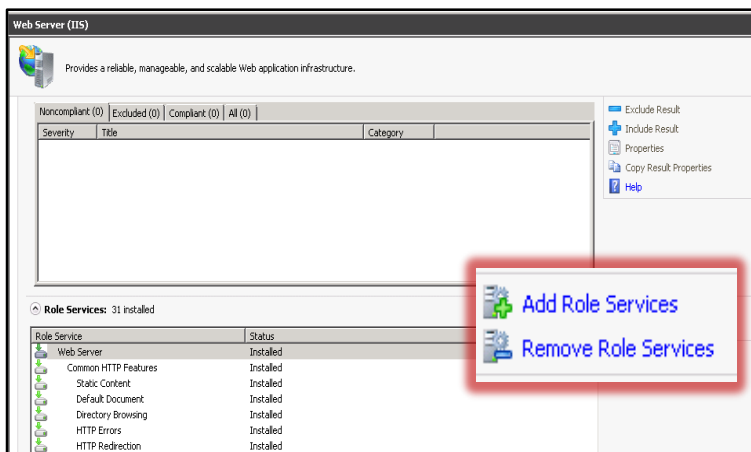 Web Server (IIS)
Provides a reliable, manageable, and scalable Web application infrastructure.
Noncompliant (0) Excluded (0) Compliant (0) All (0)
Severity Title Category
Exclude Result
Include Result
Properties
Copy Result Properties
Help
Add Role Services
Remove Role Services
Role Services: 31 installed
Role Service Status
Web Server Installed
Common HTTP Features Installed
Static Content Installed
Default Document Installed
Directory Browsing Installed
HTTP Errors Installed
HTTP Redirection Installed